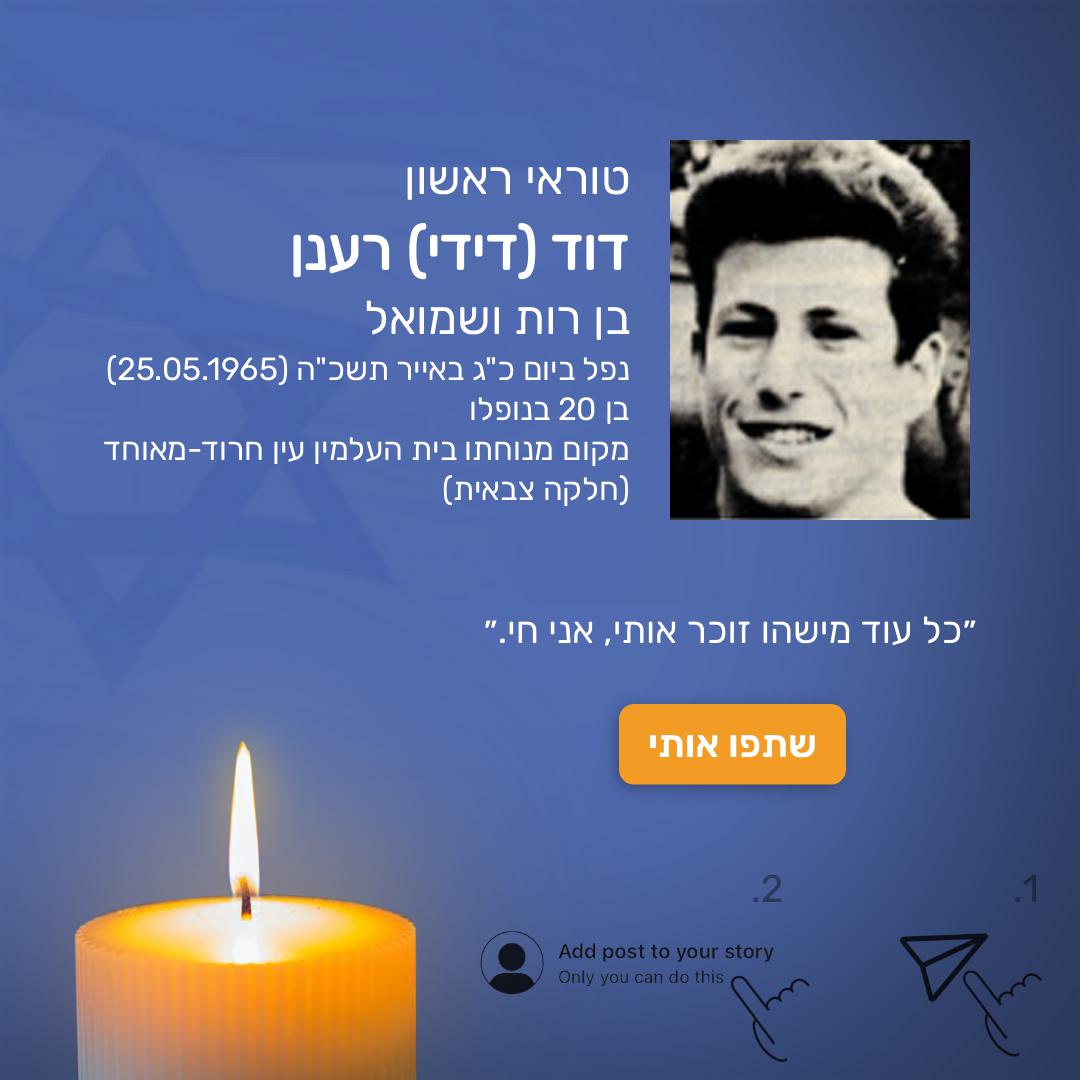 טוראי ראשון
דוד (דידי) רענן
בן רות ושמואל
נפל ביום כ"ג באייר תשכ"ה (25.05.1965)
בן 20 בנופלו
מקום מנוחתו בית העלמין עין חרוד-מאוחד
(חלקה צבאית)
״כל עוד מישהו זוכר אותי, אני חי.״
שתפו אותי
.1
.2
Add post to your story
Only you can do this